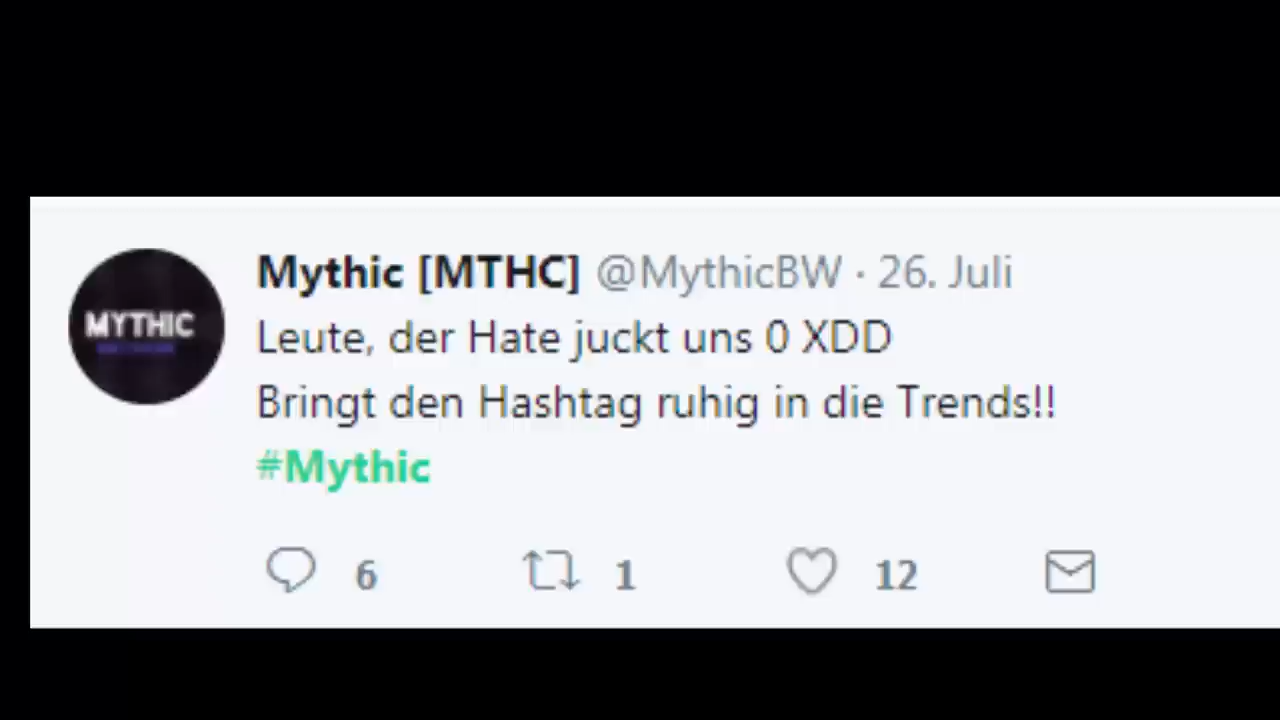 MYTHIC
Mythic [MTHC] @MythicBW · 26. Juli
Leute, der Hate juckt uns 0 XDD
Bringt den Hashtag ruhig in die Trends!!
#Mythic
6 1 12